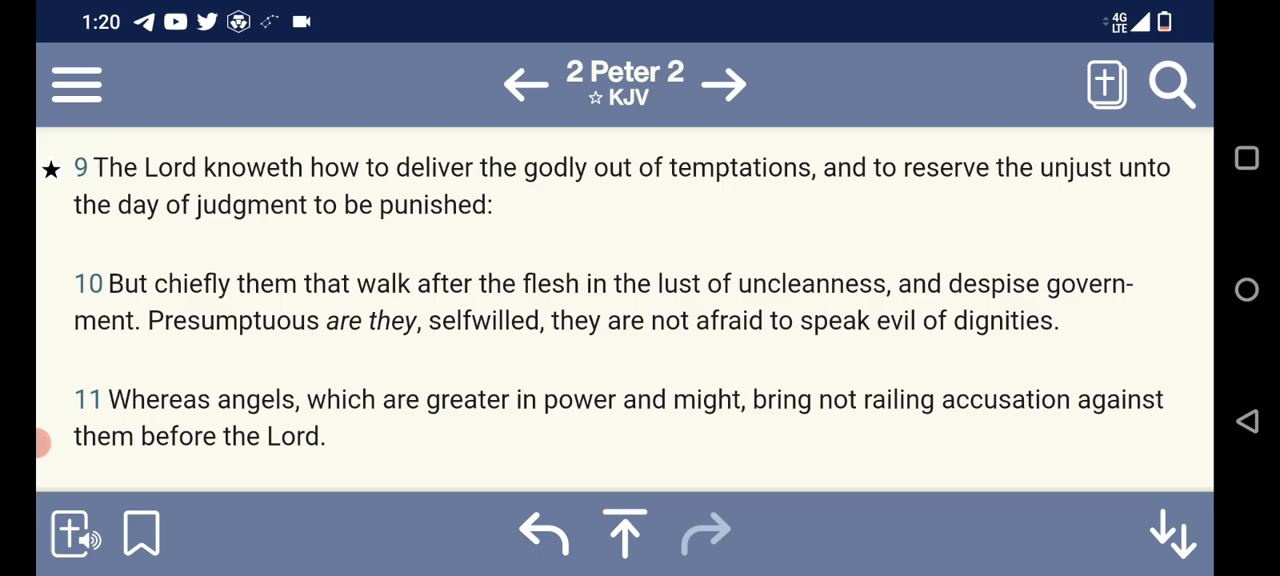 1:20
4G
LTE
2 Peter 2
☆ KJV
★ 9 The Lord knoweth how to deliver the godly out of temptations, and to reserve the unjust unto
the day of judgment to be punished:
10 But chiefly them that walk after the flesh in the lust of uncleanness, and despise govern-
ment. Presumptuous are they, selfwilled, they are not afraid to speak evil of dignities.
11 Whereas angels, which are greater in power and might, bring not railing accusation against
them before the Lord.